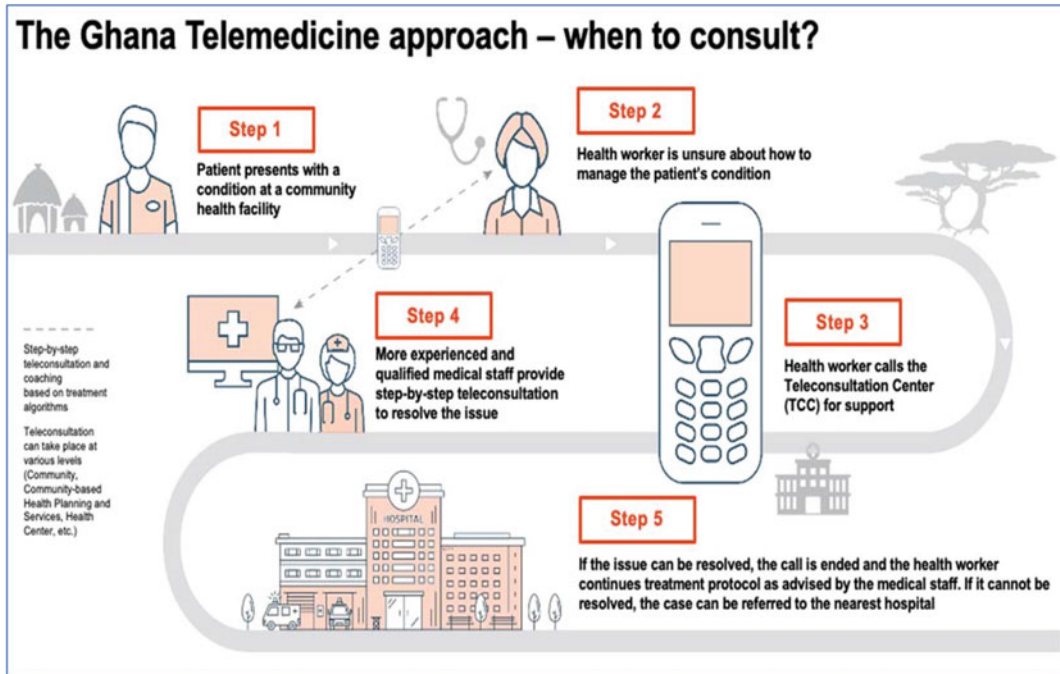 The Ghana Telemedicine approach – when to consult?
Step 1
Patient presents with a
condition at a community
health facility
Step 2
Health worker is unsure about how to
manage the patient's condition
Step 3
Health worker calls the
Teleconsultation Center
(TCC) for support
Step 4
More experienced and
qualified medical staff provide
step-by-step teleconsultation
to resolve the issue
Step-by-step
teleconsultation and
coaching
based on treatment
algorithms
Teleconsultation
can take place at
various levels
(Community,
Community-based
Health Planning and
Services, Health
Center, etc.)
HOSPITAL
Step 5
If the issue can be resolved, the call is ended and the health worker
continues treatment protocol as advised by the medical staff. If it cannot be
resolved, the case can be referred to the nearest hospital